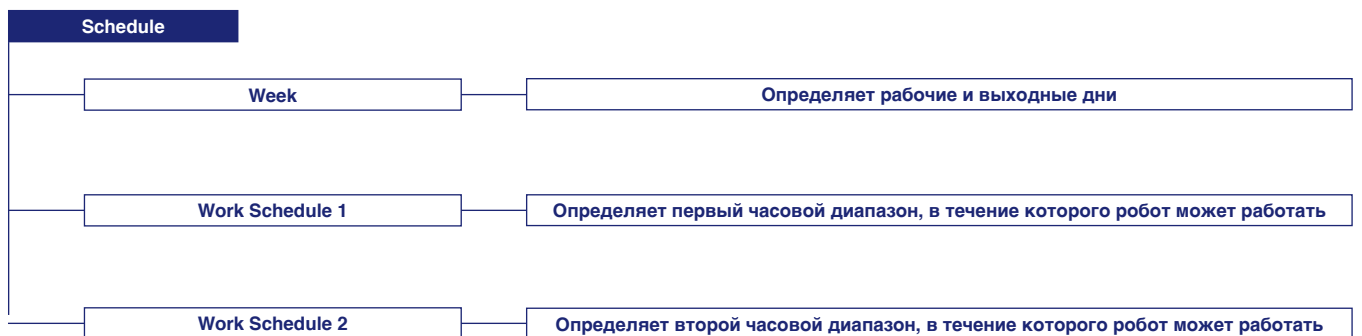 Schedule
Week
Определяет рабочие и выходные дни
Work Schedule 1
Определяет первый часовой диапазон, в течение которого робот может работать
Work Schedule 2
Определяет второй часовой диапазон, в течение которого робот может работать